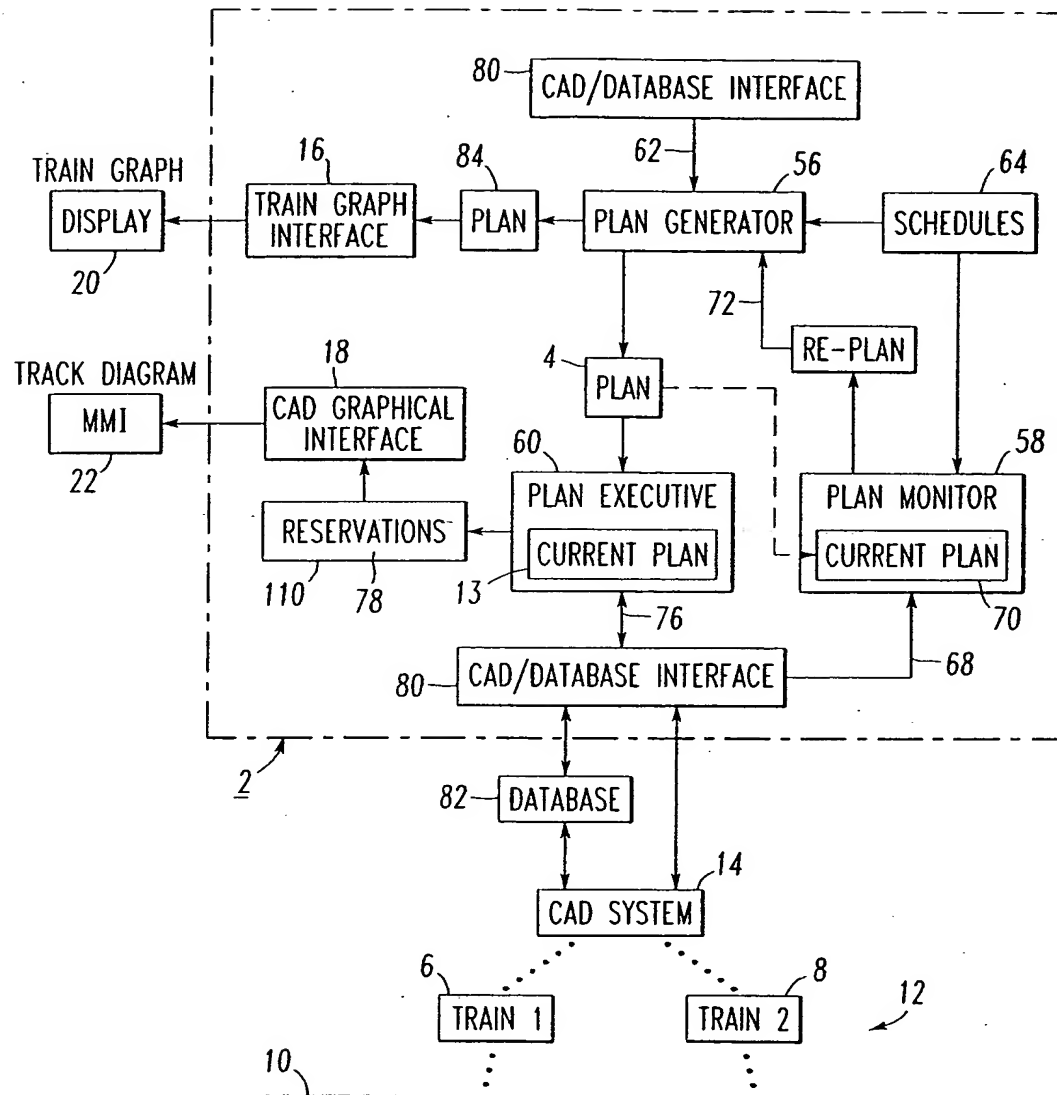 80
CAD/DATABASE INTERFACE
62
TRAIN GRAPH
16
84
56
64
DISPLAY
TRAIN GRAPH
INTERFACE
PLAN
PLAN GENERATOR
SCHEDULES
20
72
4
PLAN
RE-PLAN
TRACK DIAGRAM
18
MMI
CAD GRAPHICAL
INTERFACE
22
60
58
PLAN EXECUTIVE
PLAN MONITOR
RESERVATIONS
CURRENT PLAN
CURRENT PLAN
110
78
13
70
76
68
80
CAD/DATABASE INTERFACE
2
82
DATABASE
14
CAD SYSTEM
6
8
12
TRAIN 1
TRAIN 2
10